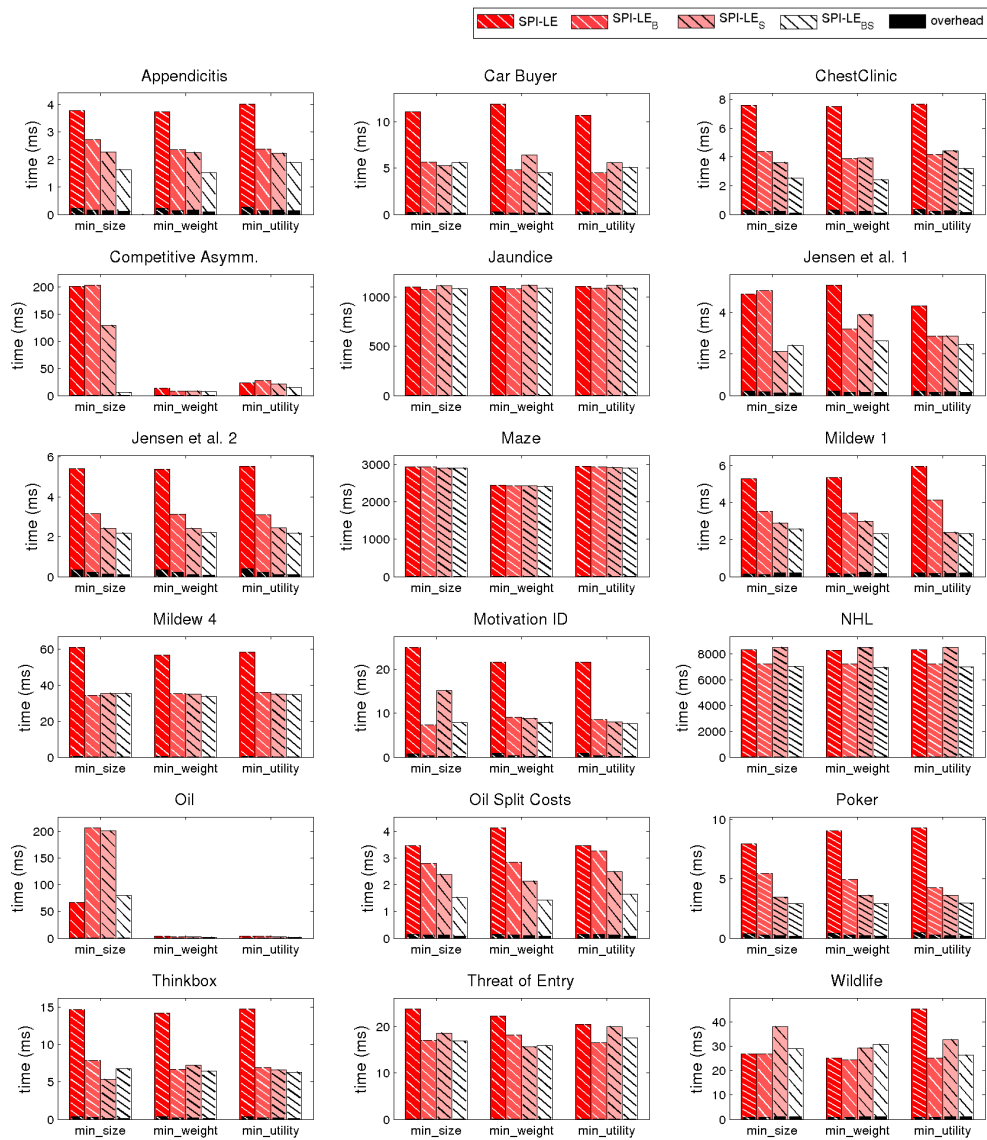 SPI-LE SPI-LE_B SPI-LE_S SPI-LE_BS overhead
Appendicitis
time (ms)
4
3
2
1
0
min_size min_weight min_utility
Car Buyer
time (ms)
10
5
0
min_size min_weight min_utility
ChestClinic
time (ms)
8
6
4
2
0
min_size min_weight min_utility
Competitive Asymm.
time (ms)
200
150
100
50
0
min_size min_weight min_utility
Jaundice
time (ms)
1000
500
0
min_size min_weight min_utility
Jensen et al. 1
time (ms)
4
2
0
min_size min_weight min_utility
Jensen et al. 2
time (ms)
6
4
2
0
min_size min_weight min_utility
Maze
time (ms)
3000
2000
1000
0
min_size min_weight min_utility
Mildew 1
time (ms)
6
4
2
0
min_size min_weight min_utility
Mildew 4
time (ms)
60
40
20
0
min_size min_weight min_utility
Motivation ID
time (ms)
20
10
0
min_size min_weight min_utility
NHL
time (ms)
8000
6000
4000
2000
0
min_size min_weight min_utility
Oil
time (ms)
200
150
100
50
0
min_size min_weight min_utility
Oil Split Costs
time (ms)
4
3
2
1
0
min_size min_weight min_utility
Poker
time (ms)
10
5
0
min_size min_weight min_utility
Thinkbox
time (ms)
15
10
5
0
min_size min_weight min_utility
Threat of Entry
time (ms)
20
10
0
min_size min_weight min_utility
Wildlife
time (ms)
40
30
20
10
0
min_size min_weight min_utility